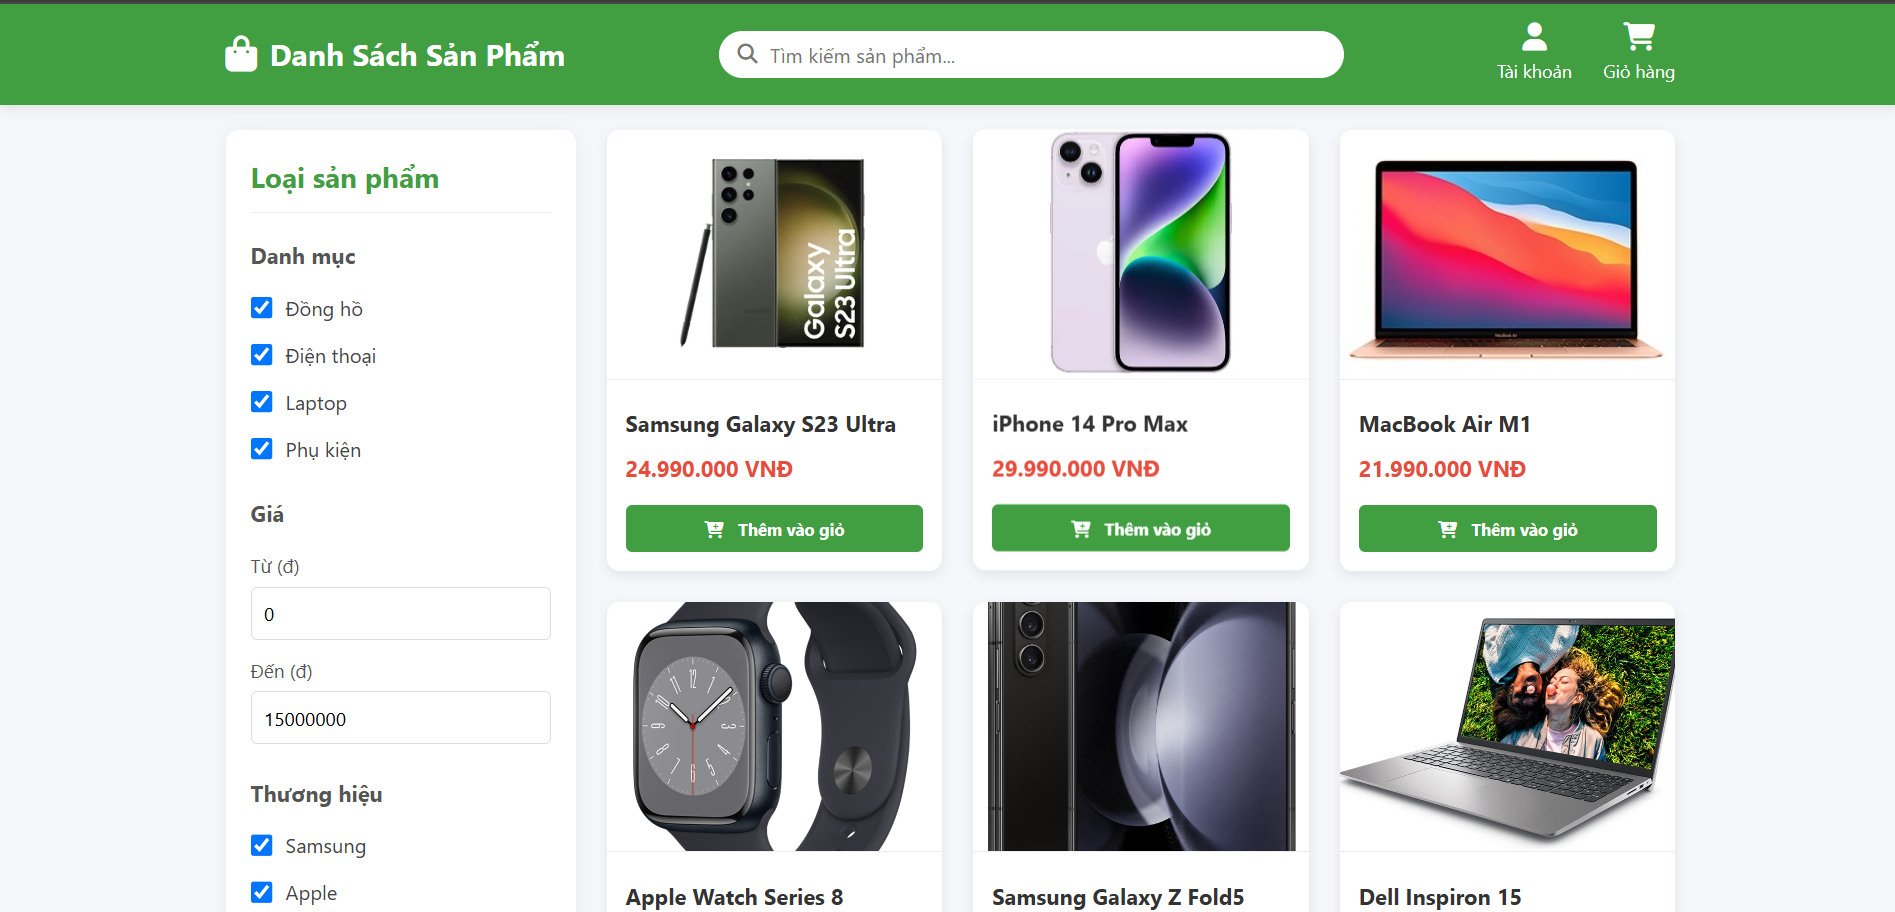 Danh Sách Sản Phẩm
Tìm kiếm sản phẩm...
Tài khoản
Giỏ hàng
Loại sản phẩm
Danh mục
Đồng hồ
Điện thoại
Laptop
Phụ kiện
Giá
Từ (đ)
0
Đến (đ)
15000000
Thương hiệu
Samsung
Apple
Galaxy
S23 Ultra
Samsung Galaxy S23 Ultra
24.990.000 VNĐ
Thêm vào giỏ
iPhone 14 Pro Max
29.990.000 VNĐ
Thêm vào giỏ
MacBook Air M1
21.990.000 VNĐ
Thêm vào giỏ
Apple Watch Series 8
Samsung Galaxy Z Fold5
Dell Inspiron 15